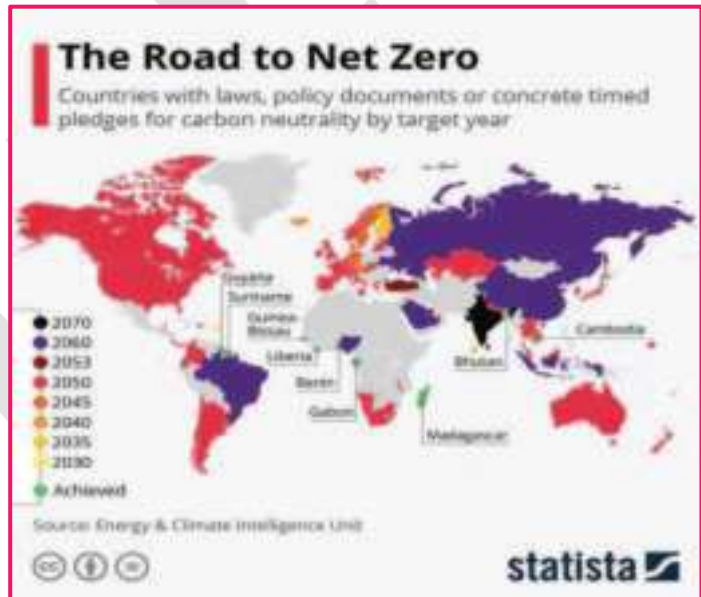 The Road to Net Zero
Countries with laws, policy documents or concrete timed
pledges for carbon neutrality by target year
Guyana
Suriname
Guinea-
Bissau
Liberia
Benin
Gabon
Madagascar
Bhutan
Cambodia
2070
2060
2053
2050
2045
2040
2035
2030
Achieved
Source: Energy & Climate Intelligence Unit
cc
statista